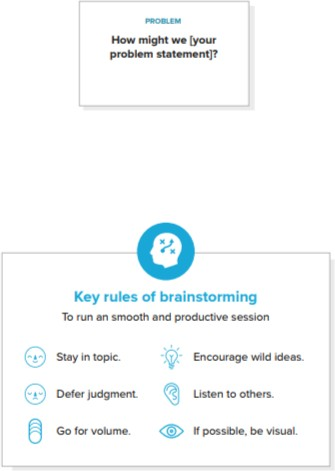 PROBLEM
How might we [your
problem statement]?
Key rules of brainstorming
To run an smooth and productive session
Stay in topic.
Encourage wild ideas.
Defer judgment.
Listen to others.
Go for volume.
If possible, be visual.